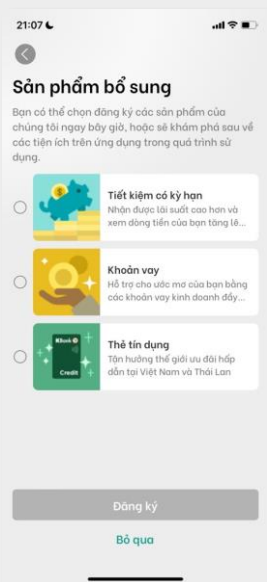 21:07
Sản phẩm bổ sung
Bạn có thể chọn đăng ký các sản phẩm của
chúng tôi ngay bây giờ, hoặc sẽ khám phá sau về
các tiện ích trên ứng dụng trong quá trình sử
dụng.
Tiết kiệm có kỳ hạn
Nhận được lãi suất cao hơn và
xem dòng tiền của bạn tăng lê...
Khoản vay
Hỗ trợ cho ước mơ của bạn bằng
các khoản vay kinh doanh đầy...
KBank
Credit
Thẻ tín dụng
Tận hưởng thế giới ưu đãi hấp
dẫn tại Việt Nam và Thái Lan
Đăng ký
Bỏ qua